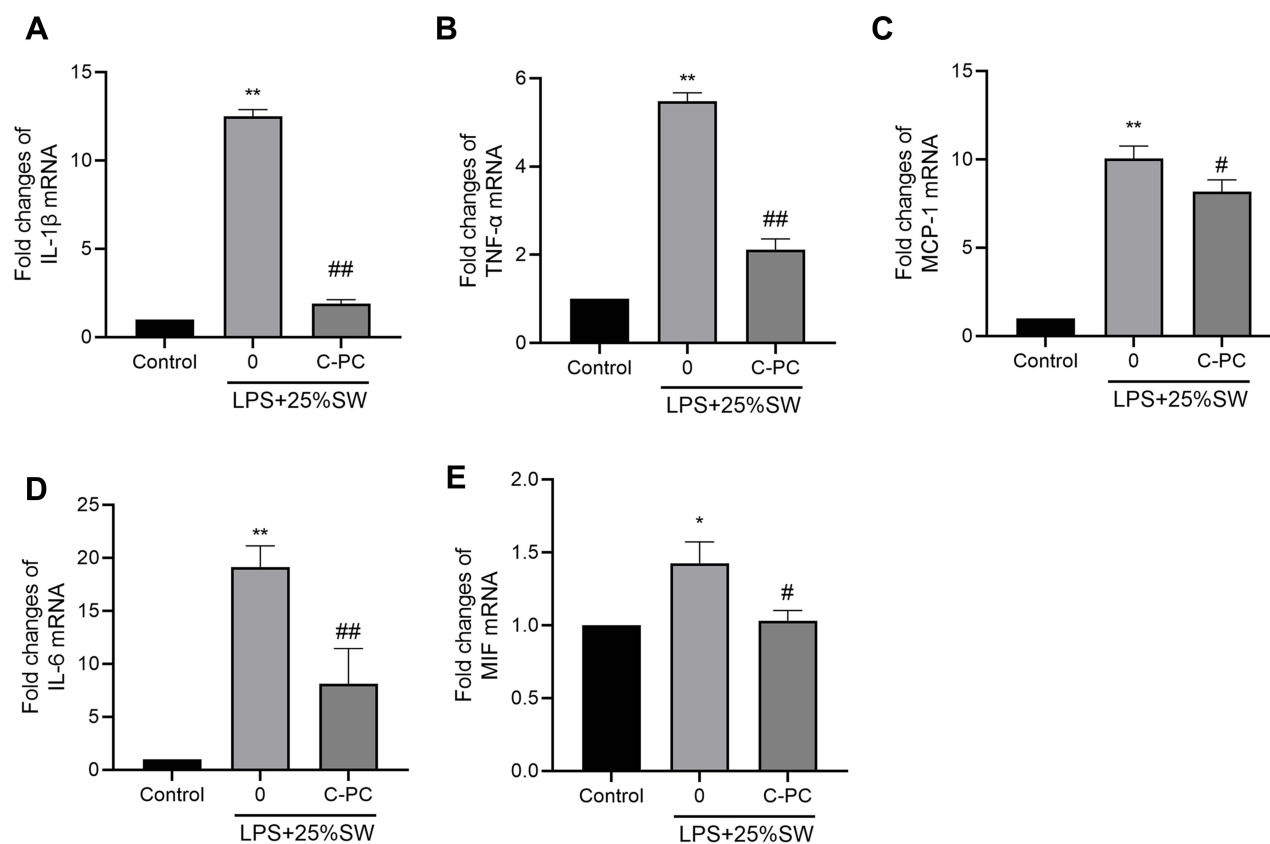 A
Fold changes of
IL-1β mRNA
15
10
5
0
**
##
Control
0
C-PC
LPS+25%SW
B
Fold changes of
TNF-α mRNA
6
4
2
0
**
##
Control
0
C-PC
LPS+25%SW
C
Fold changes of
MCP-1 mRNA
15
10
5
0
**
#
Control
0
C-PC
LPS+25%SW
D
Fold changes of
IL-6 mRNA
25
20
15
10
5
0
**
##
Control
0
C-PC
LPS+25%SW
E
Fold changes of
MIF mRNA
2.0
1.5
1.0
0.5
0.0
*
#
Control
0
C-PC
LPS+25%SW